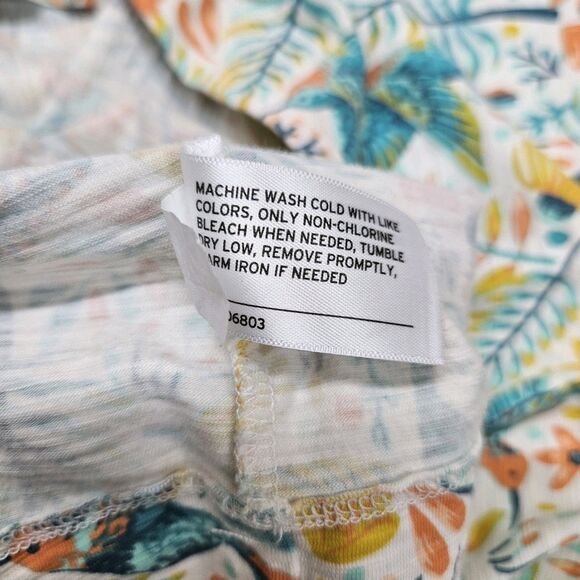 MACHINE WASH COLD WITH LIKE
COLORS, ONLY NON-CHLORINE
BLEACH WHEN NEEDED, TUMBLE
DRY LOW, REMOVE PROMPTLY,
WARM IRON IF NEEDED
06803